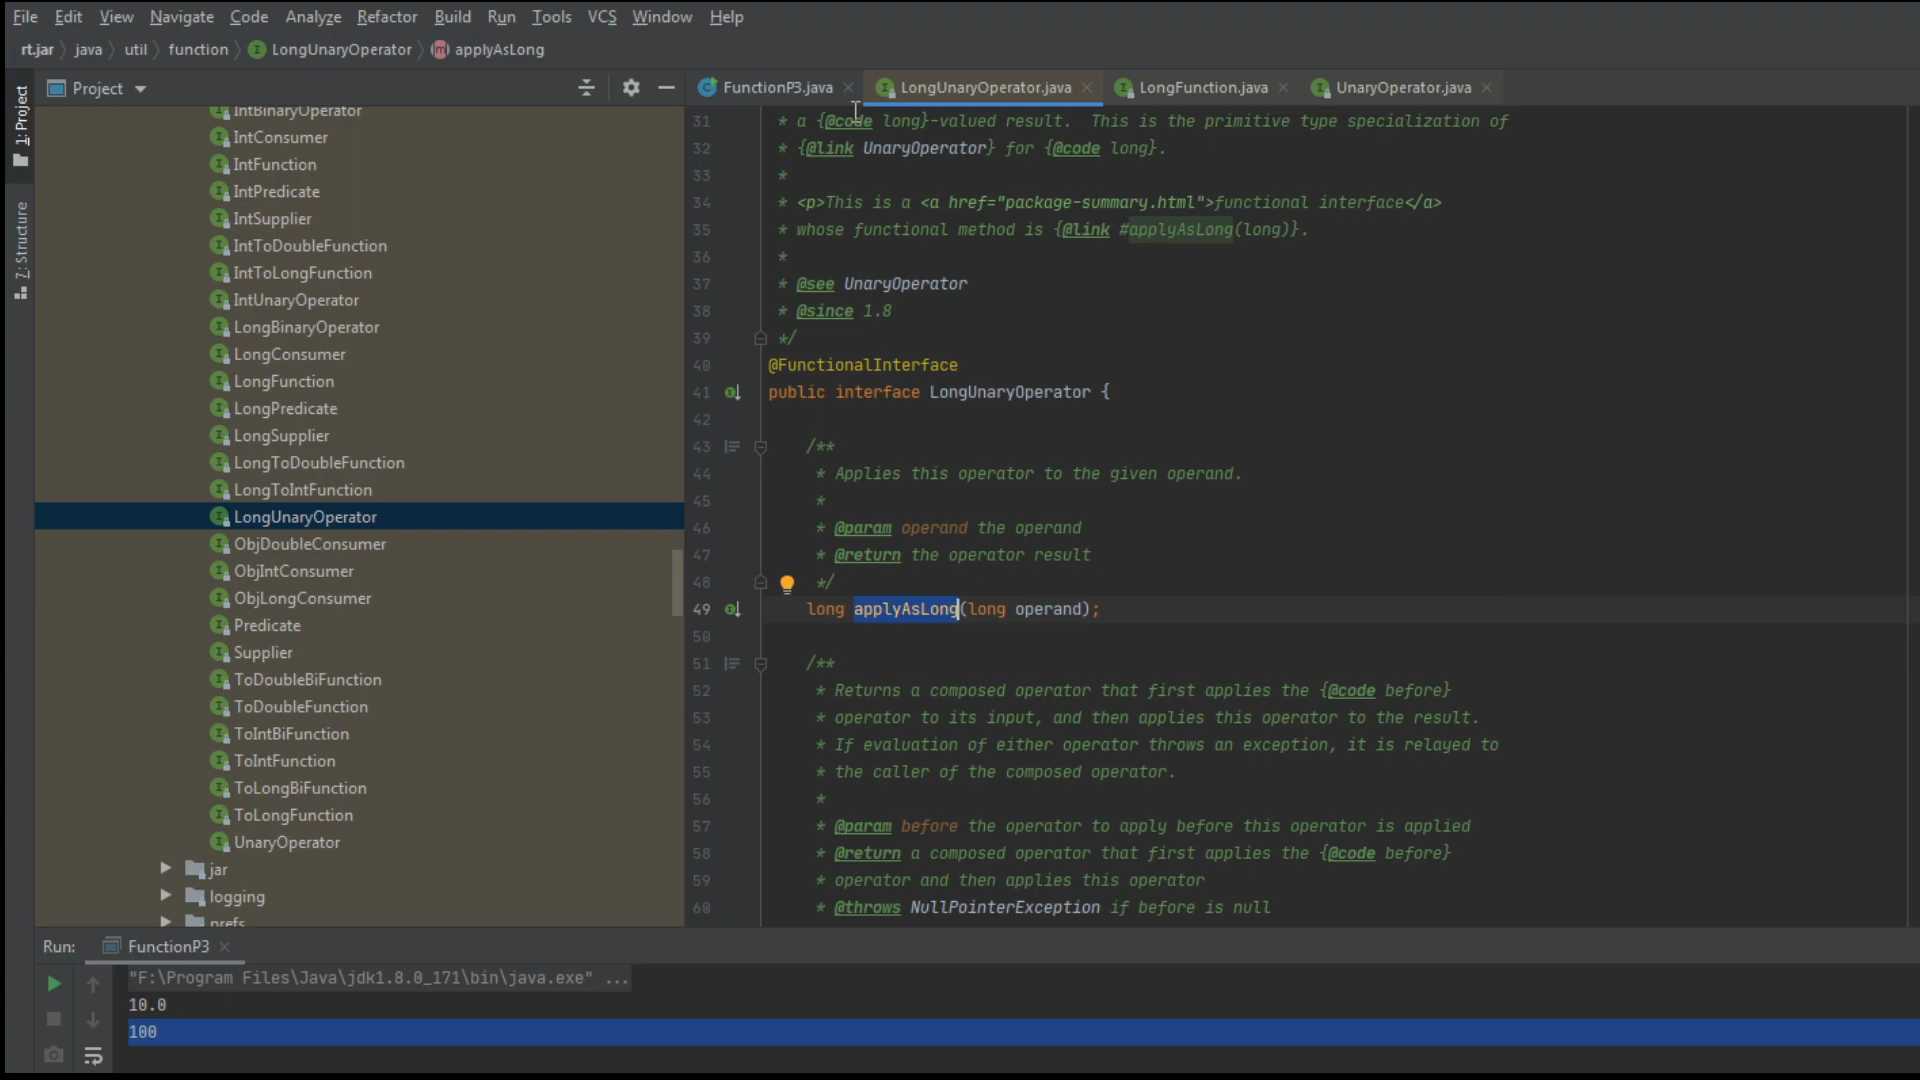 File Edit View Navigate Code Analyze Refactor Build Run Tools VCS Window Help
rt.jar java util function LongUnaryOperator applyAsLong
1: Project
7: Structure
Project
IntBinaryOperator
IntConsumer
IntFunction
IntPredicate
IntSupplier
IntToDoubleFunction
IntToLongFunction
IntUnaryOperator
LongBinaryOperator
LongConsumer
LongFunction
LongPredicate
LongSupplier
LongToDoubleFunction
LongToIntFunction
LongUnaryOperator
ObjDoubleConsumer
ObjIntConsumer
ObjLongConsumer
Predicate
Supplier
ToDoubleBiFunction
ToDoubleFunction
ToIntBiFunction
ToIntFunction
ToLongBiFunction
ToLongFunction
UnaryOperator
jar
logging
prefs
FunctionP3.java LongUnaryOperator.java LongFunction.java UnaryOperator.java
31 * a {@code long}-valued result.  This is the primitive type specialization of
32 * {@link UnaryOperator} for {@code long}.
33 *
34 * <p>This is a <a href="package-summary.html">functional interface</a>
35 * whose functional method is {@link #applyAsLong(long)}.
36 *
37 * @see UnaryOperator
38 * @since 1.8
39 */
40 @FunctionalInterface
41 public interface LongUnaryOperator {
42
43 /**
44 * Applies this operator to the given operand.
45 *
46 * @param operand the operand
47 * @return the operator result
48 */
49 long applyAsLong(long operand);
50
51 /**
52 * Returns a composed operator that first applies the {@code before}
53 * operator to its input, and then applies this operator to the result.
54 * If evaluation of either operator throws an exception, it is relayed to
55 * the caller of the composed operator.
56 *
57 * @param before the operator to apply before this operator is applied
58 * @return a composed operator that first applies the {@code before}
59 * operator and then applies this operator
60 * @throws NullPointerException if before is null
Run: FunctionP3
"F:\Program Files\Java\jdk1.8.0_171\bin\java.exe" ...
10.0
100